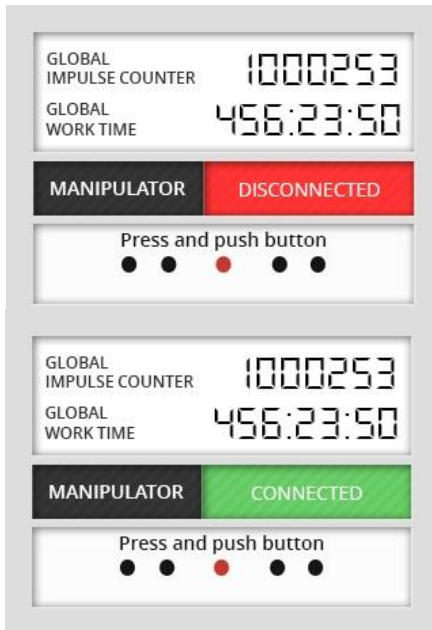 GLOBAL
IMPULSE COUNTER 1000253
GLOBAL
WORK TIME 456:23:50
MANIPULATOR DISCONNECTED
Press and push button
GLOBAL
IMPULSE COUNTER 1000253
GLOBAL
WORK TIME 456:23:50
MANIPULATOR CONNECTED
Press and push button